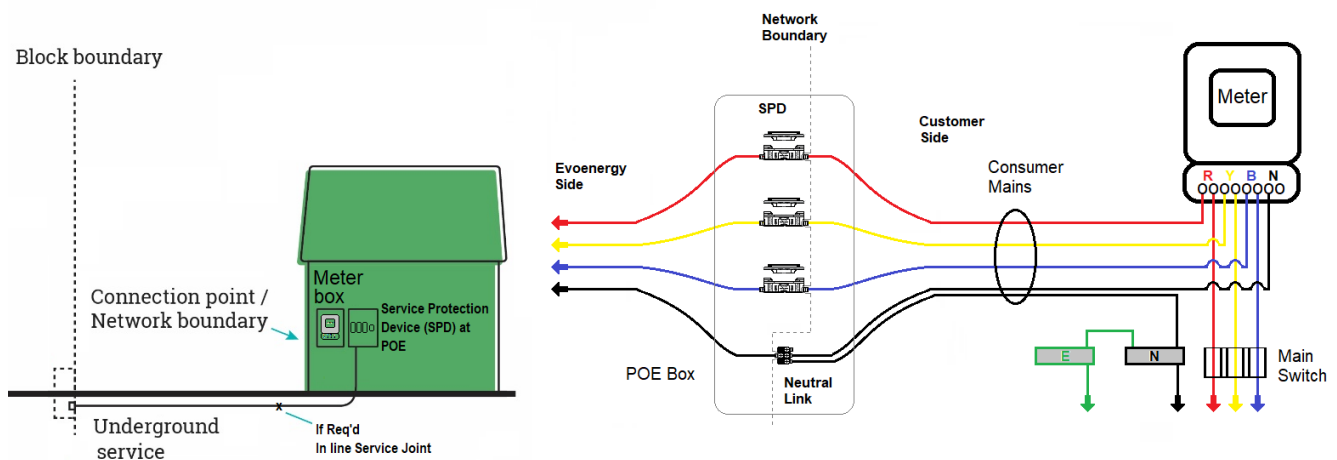 Block boundary
Meter
box
Service Protection
Device (SPD) at
POE
Connection point /
Network boundary
Underground
service
If Req'd
In line Service Joint
Network
Boundary
SPD
Customer
Side
Evoenergy
Side
Consumer
Mains
Meter
R Y B N
E
N
Main
Switch
POE Box
Neutral
Link